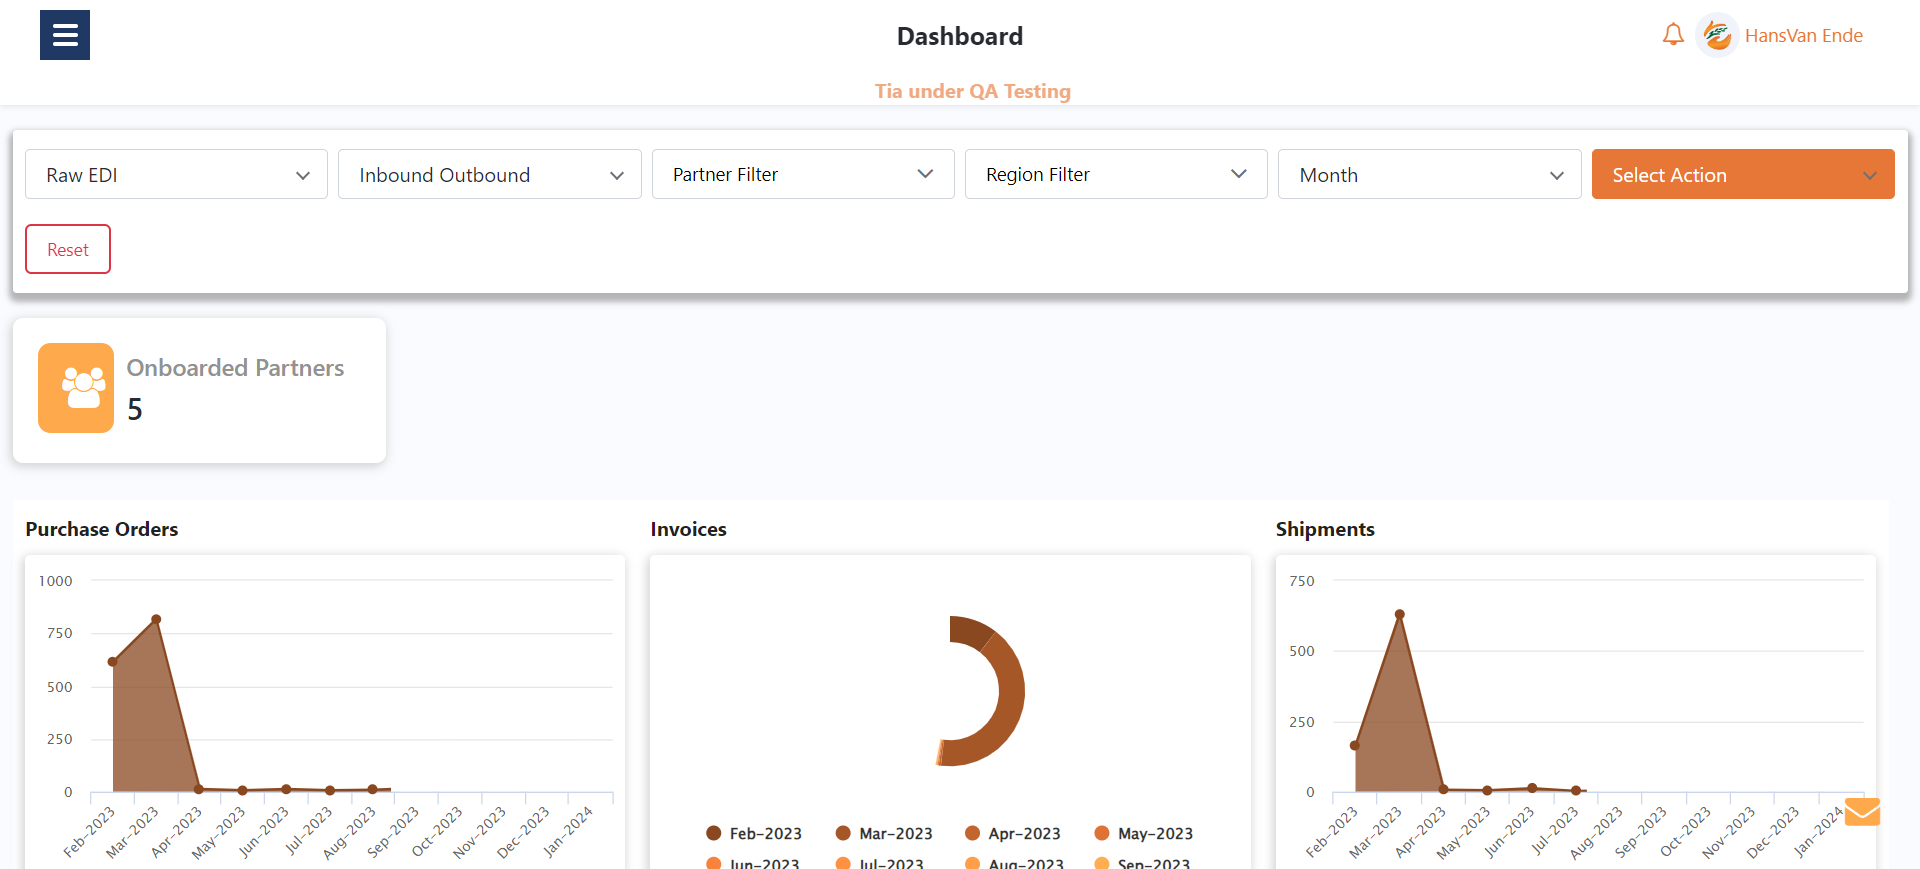 Dashboard
HansVan Ende
Tia under QA Testing
Raw EDI
Inbound Outbound
Partner Filter
Region Filter
Month
Select Action
Reset
Onboarded Partners
5
Purchase Orders
1000
750
500
250
0
Feb-2023
Mar-2023
Apr-2023
May-2023
Jun-2023
Jul-2023
Aug-2023
Sep-2023
Oct-2023
Nov-2023
Dec-2023
Jan-2024
Invoices
Feb-2023 Mar-2023 Apr-2023 May-2023
Jun-2023 Jul-2023 Aug-2023 Sep-2023
Shipments
750
500
250
0
Feb-2023
Mar-2023
Apr-2023
May-2023
Jun-2023
Jul-2023
Aug-2023
Sep-2023
Oct-2023
Nov-2023
Dec-2023
Jan-2024